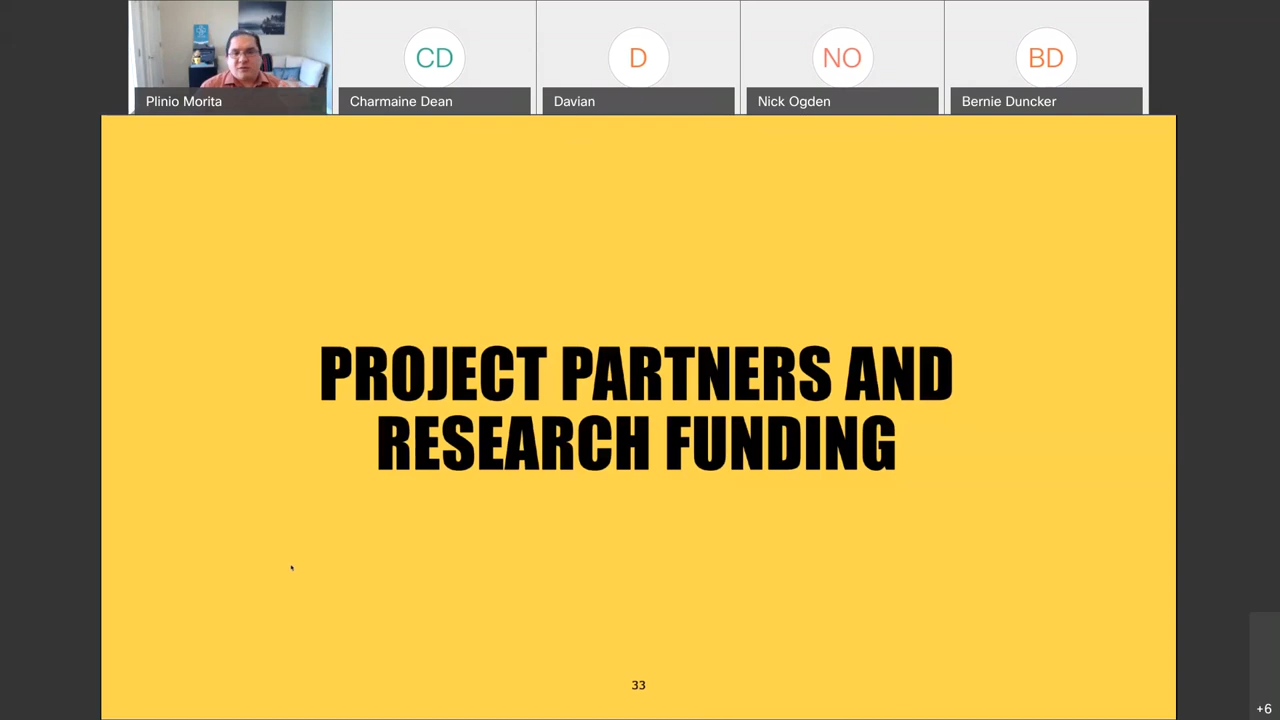 CD
D
NO
BD
Plinio Morita
Charmaine Dean
Davian
Nick Ogden
Bernie Duncker
PROJECT PARTNERS AND
RESEARCH FUNDING
33
+6